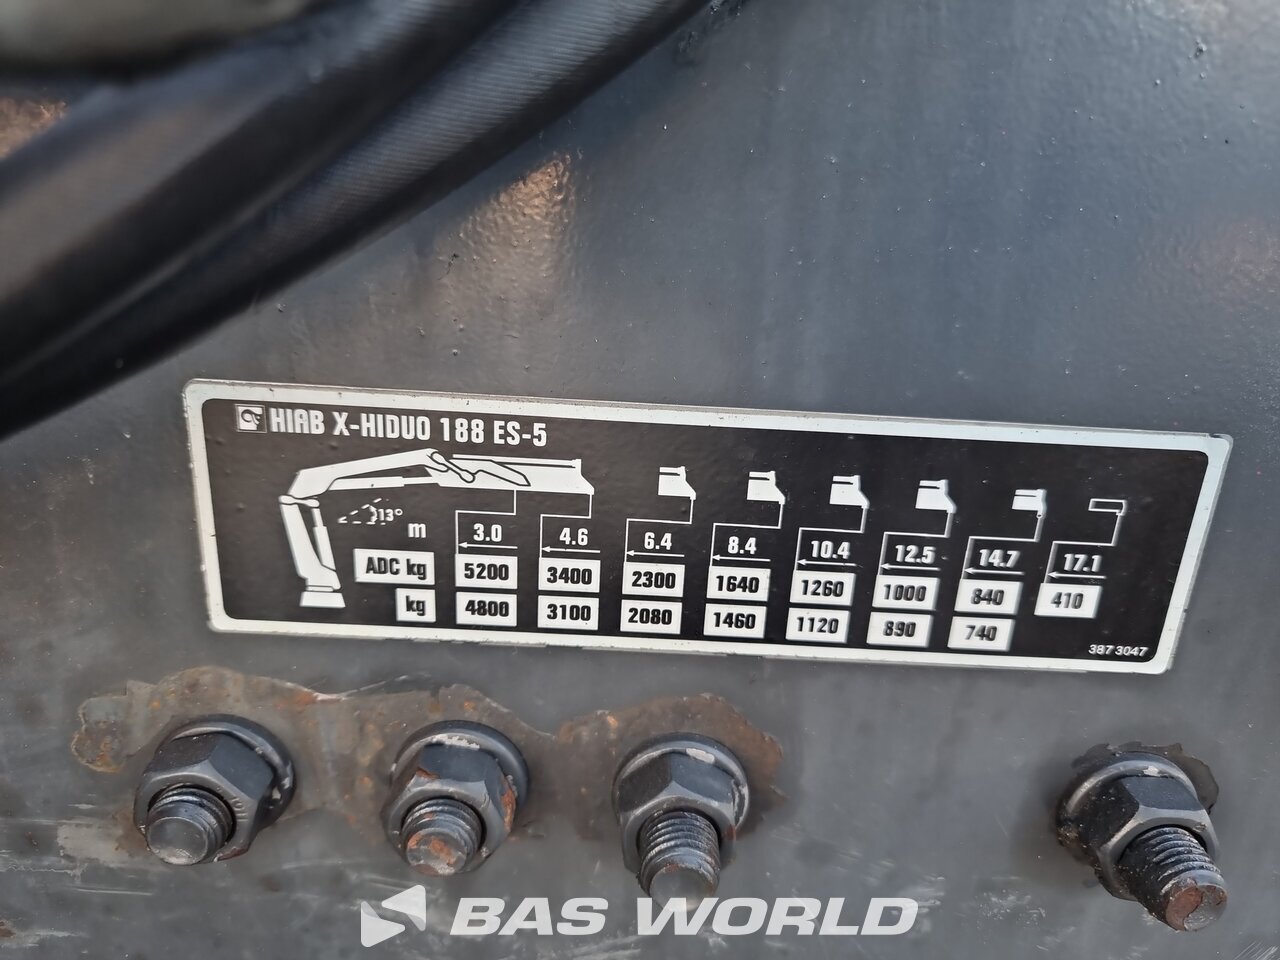 HIAB X-HIDUO 188 ES-5
13°
m 3.0 4.6 6.4 8.4 10.4 12.5 14.7 17.1
ADC kg 5200 3400 2300 1640 1260 1000 840 410
kg 4800 3100 2080 1460 1120 890 740
387 3047
BAS WORLD